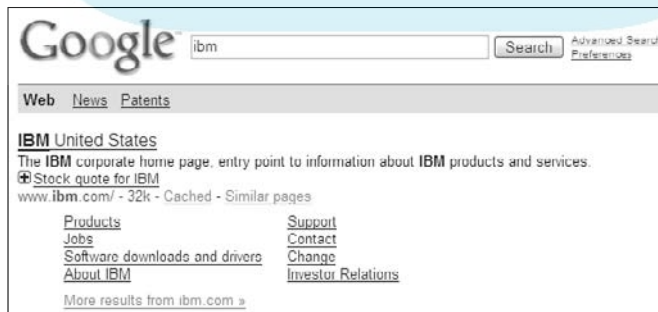 Google ibm Search Advanced Search
Preferences
Web News Patents
IBM United States
The IBM corporate home page, entry point to information about IBM products and services.
Stock quote for IBM
www.ibm.com/ - 32k - Cached - Similar pages
Products Support
Jobs Contact
Software downloads and drivers Change
About IBM Investor Relations
More results from ibm.com »